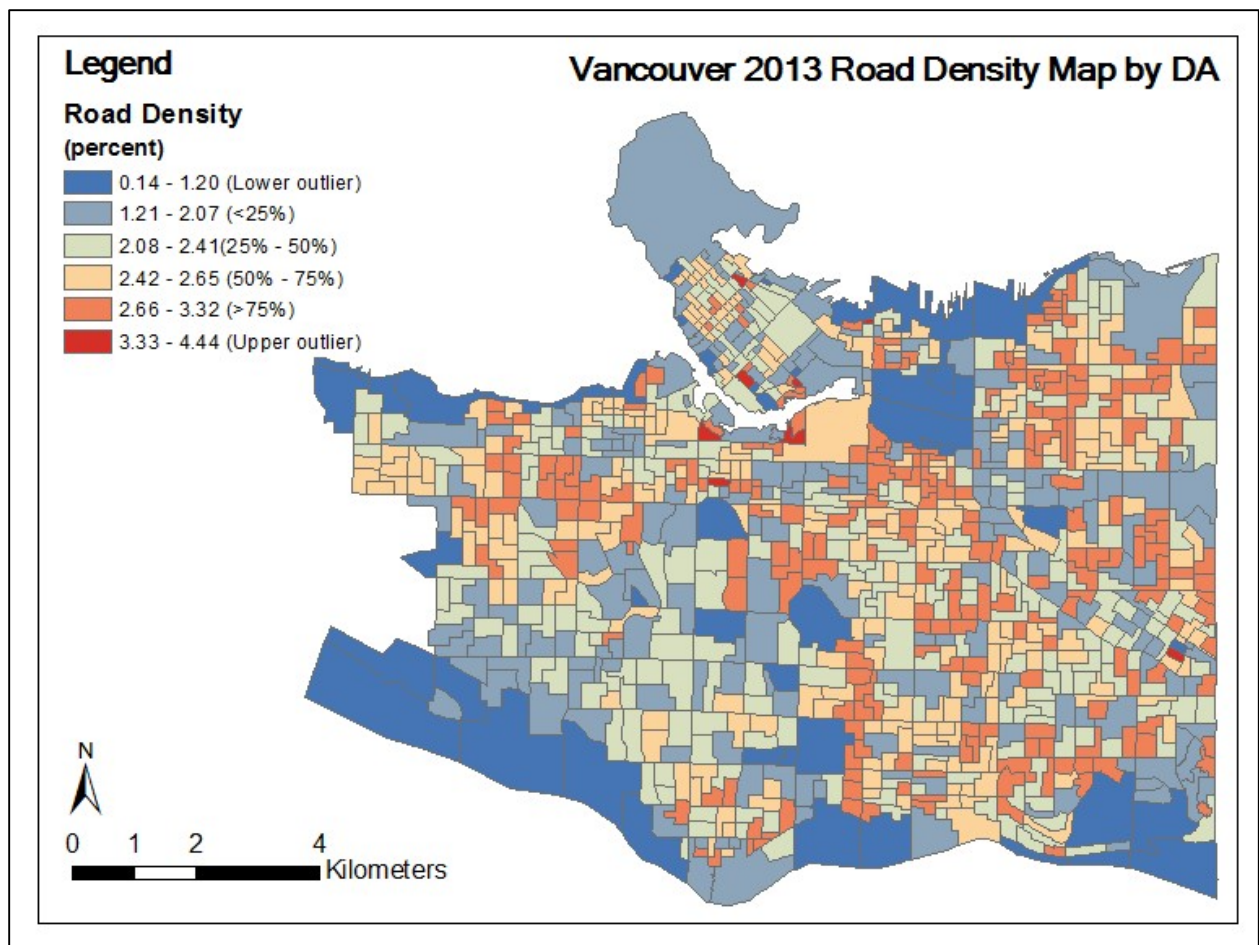 Legend
Vancouver 2013 Road Density Map by DA
Road Density
(percent)
0.14 - 1.20 (Lower outlier)
1.21 - 2.07 (<25%)
2.08 - 2.41(25% - 50%)
2.42 - 2.65 (50% - 75%)
2.66 - 3.32 (>75%)
3.33 - 4.44 (Upper outlier)
N
0 1 2 4
Kilometers